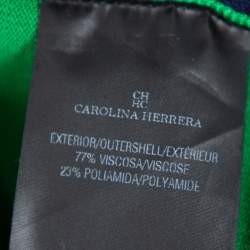 CH
HC
CAROLINA HERRERA
EXTERIOR/OUTERSHELL/EXTÉRIEUR
77% VISCOSA/VISCOSE
23% POLIAMIDA/POLYAMIDE